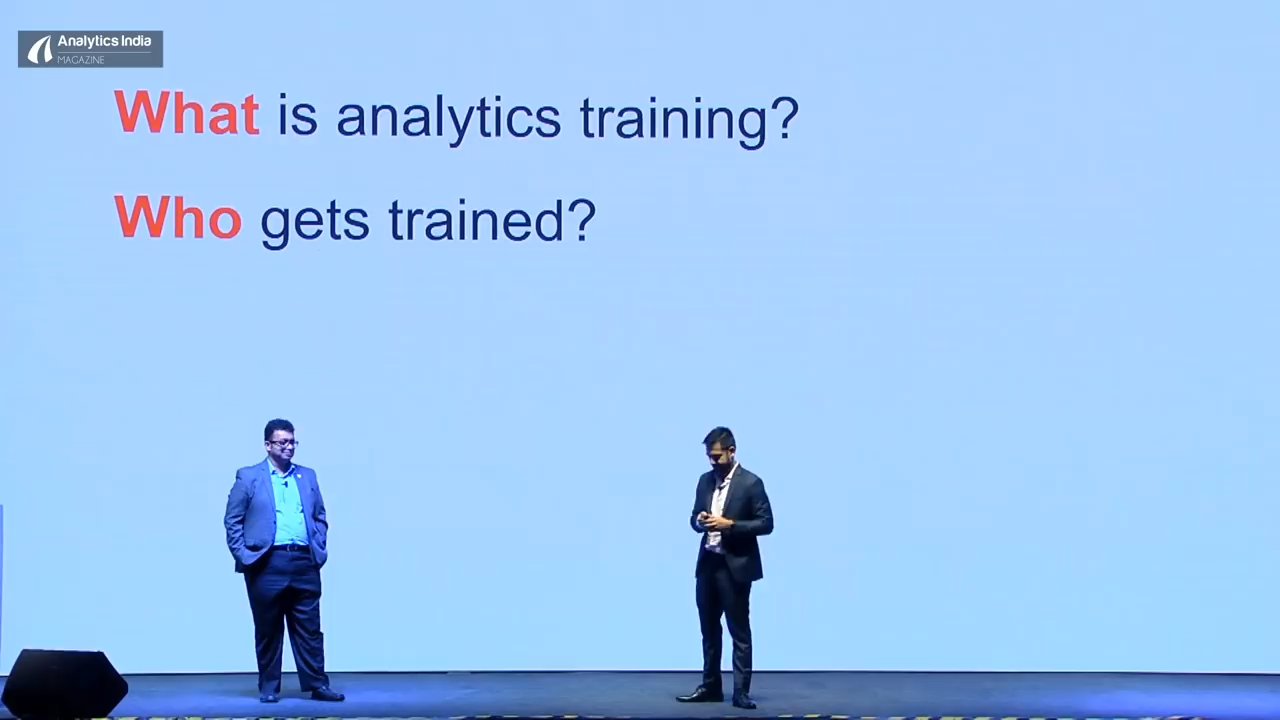 Analytics India
MAGAZINE
What is analytics training?
Who gets trained?